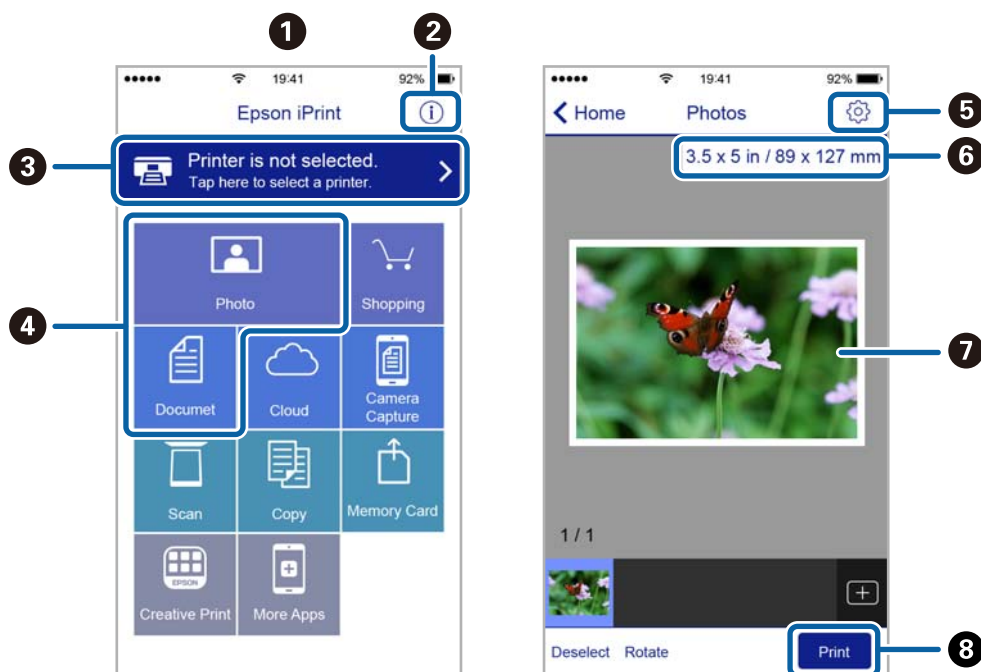 1
2
19:41
92%
Epson iPrint
3
Printer is not selected.
Tap here to select a printer.
4
Photo
Shopping
Documet
Cloud
Camera
Capture
Scan
Copy
Memory Card
EPSON
Creative Print
More Apps
19:41
92%
Home
Photos
5
3.5 x 5 in / 89 x 127 mm
6
7
1 / 1
Deselect
Rotate
Print
8